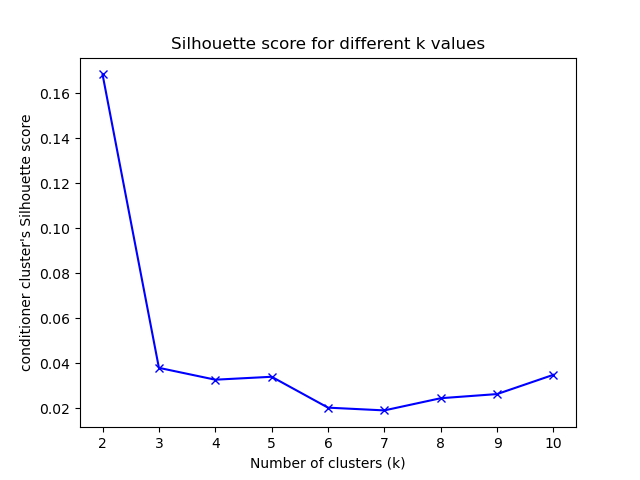 Silhouette score for different k values
conditioner cluster's Silhouette score
0.16
0.14
0.12
0.10
0.08
0.06
0.04
0.02
2 3 4 5 6 7 8 9 10
Number of clusters (k)